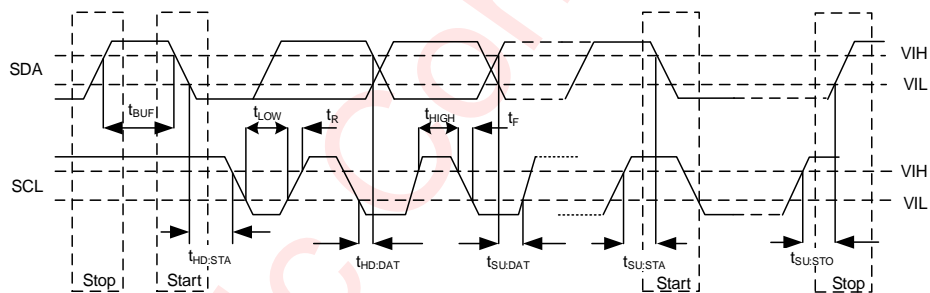 SDA
VIH
VIL
tBUF
tLOW
tR
tHIGH
tF
SCL
VIH
VIL
tHD:STA
tHD:DAT
tSU:DAT
tSU:STA
tSU:STO
Stop
Start
Start
Stop